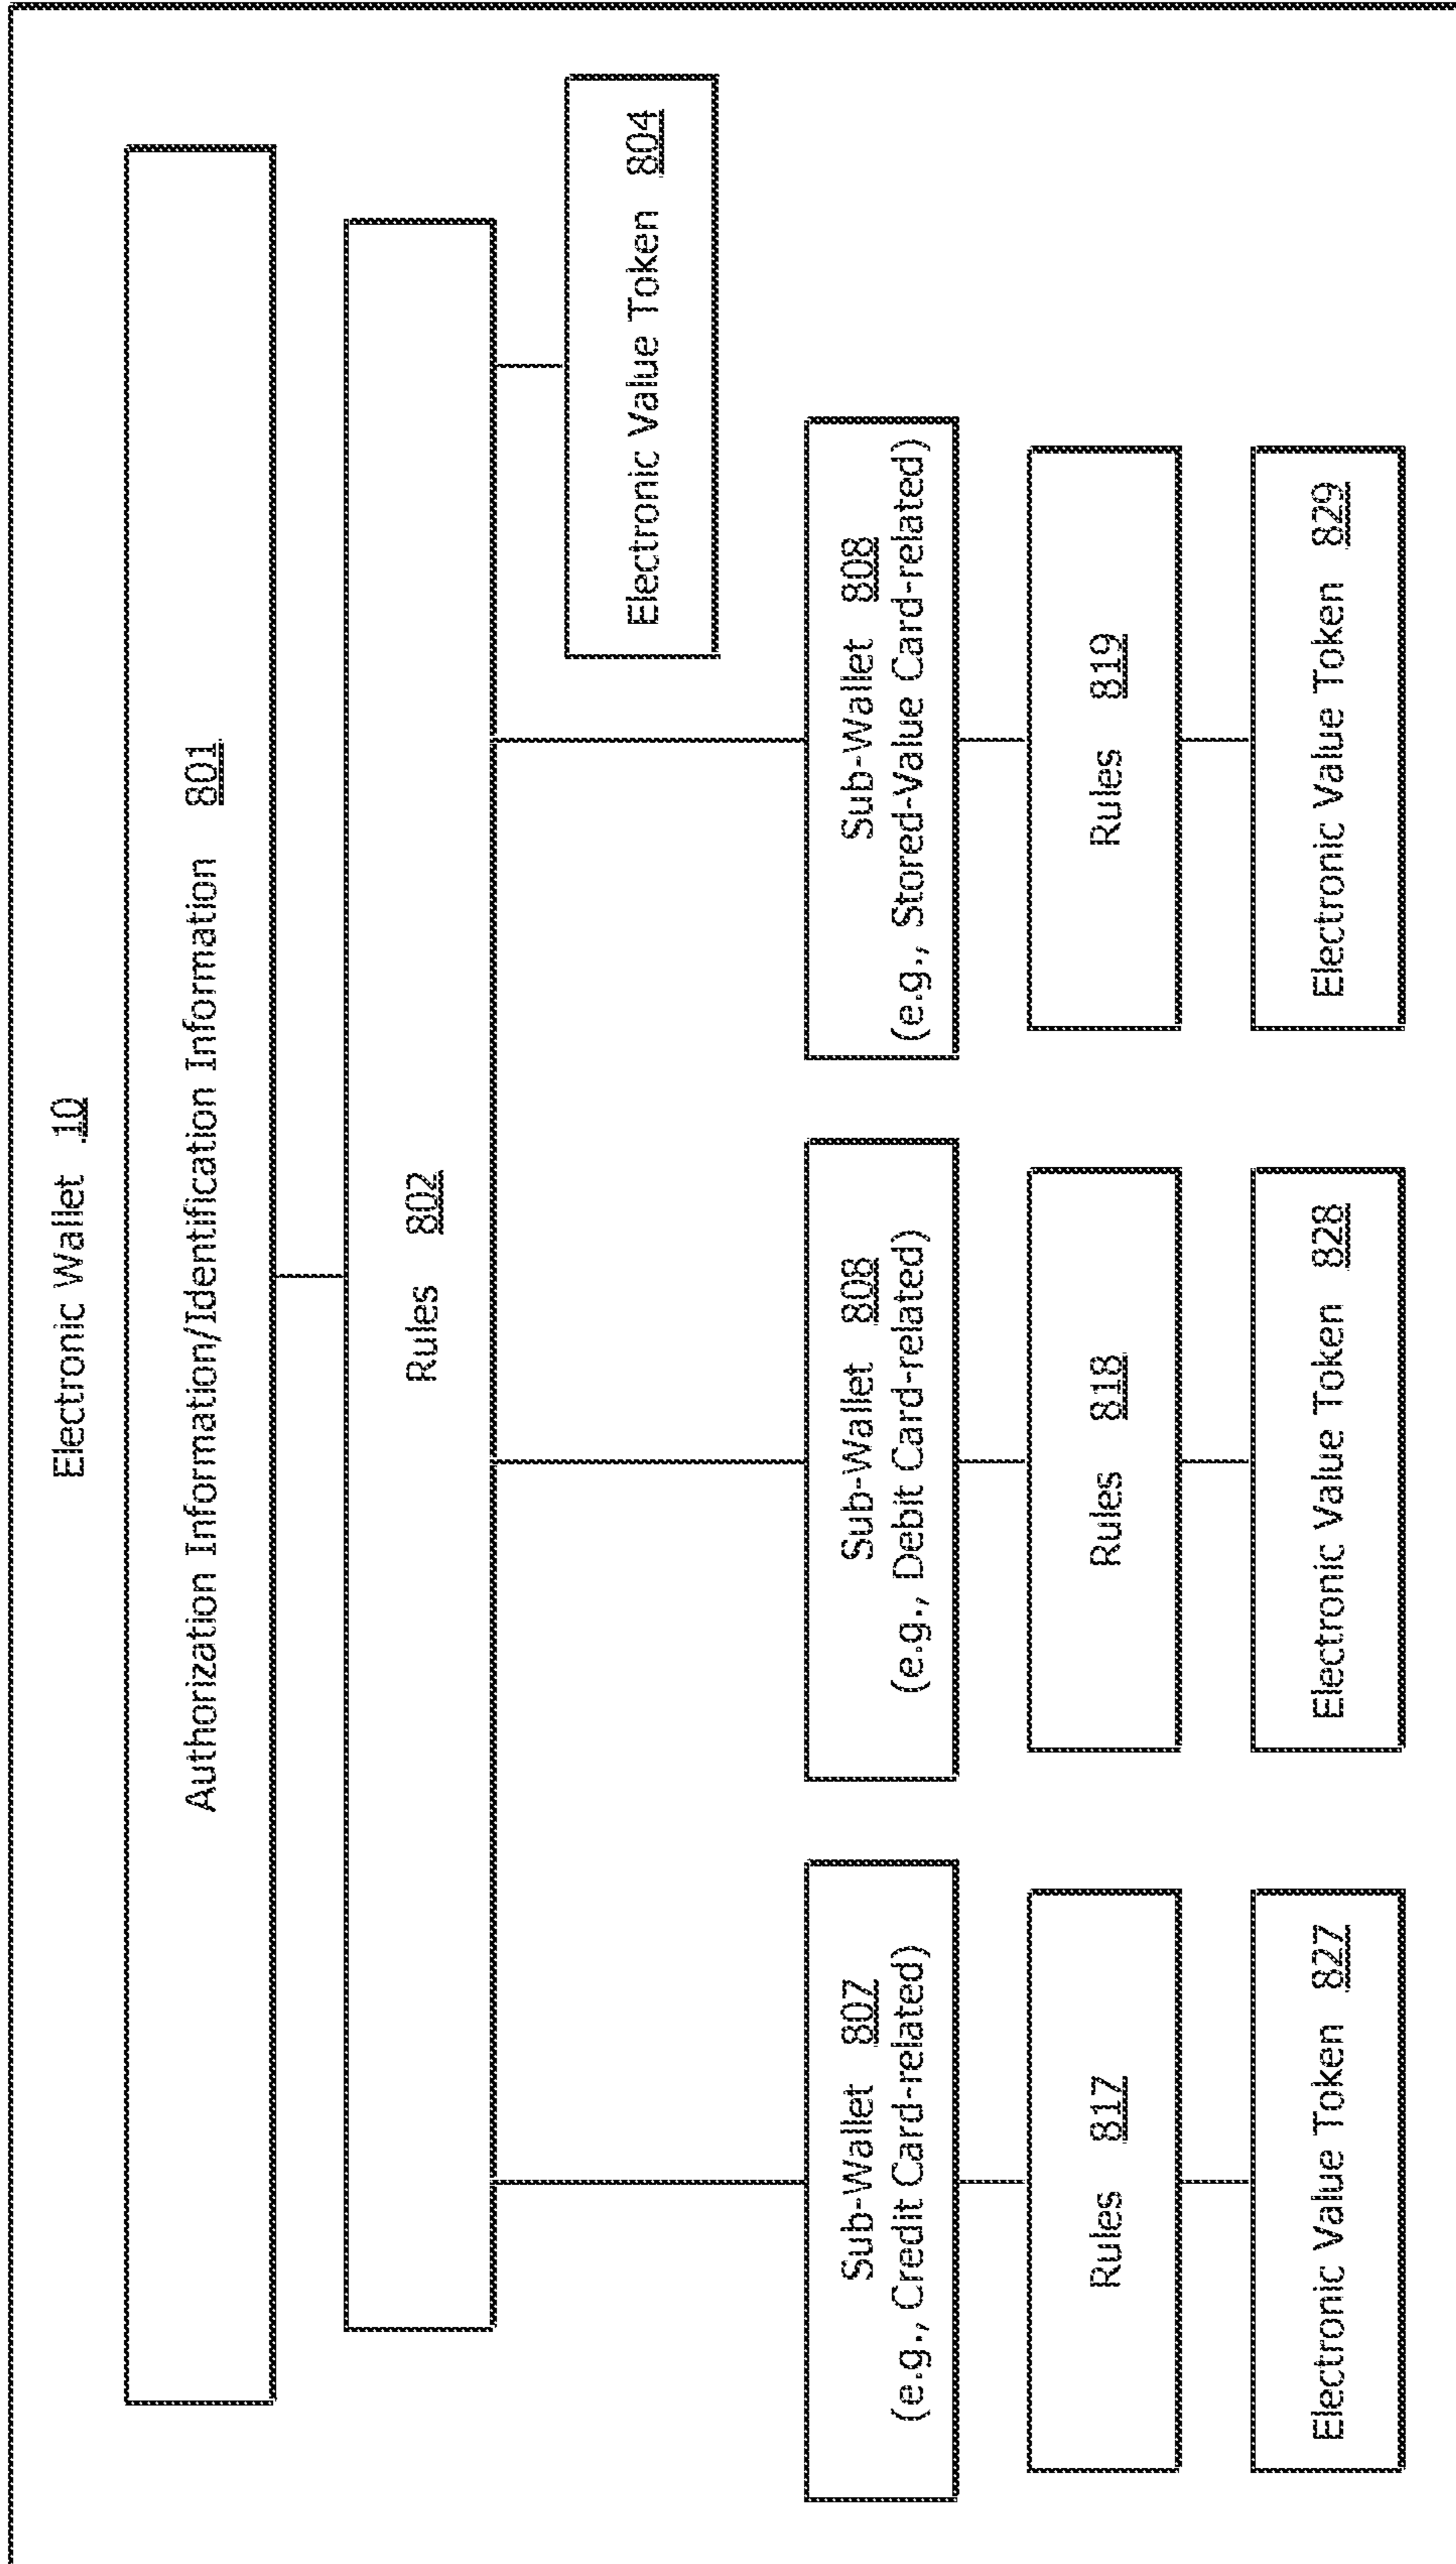 Electronic Wallet 10
Authorization Information/Identification Information 801
Rules 802
Electronic Value Token 804
Sub-Wallet 807
(e.g., Credit Card-related)
Sub-Wallet 808
(e.g., Debit Card-related)
Sub-Wallet 808
(e.g., Stored-Value Card-related)
Rules 817
Rules 818
Rules 819
Electronic Value Token 827
Electronic Value Token 828
Electronic Value Token 829